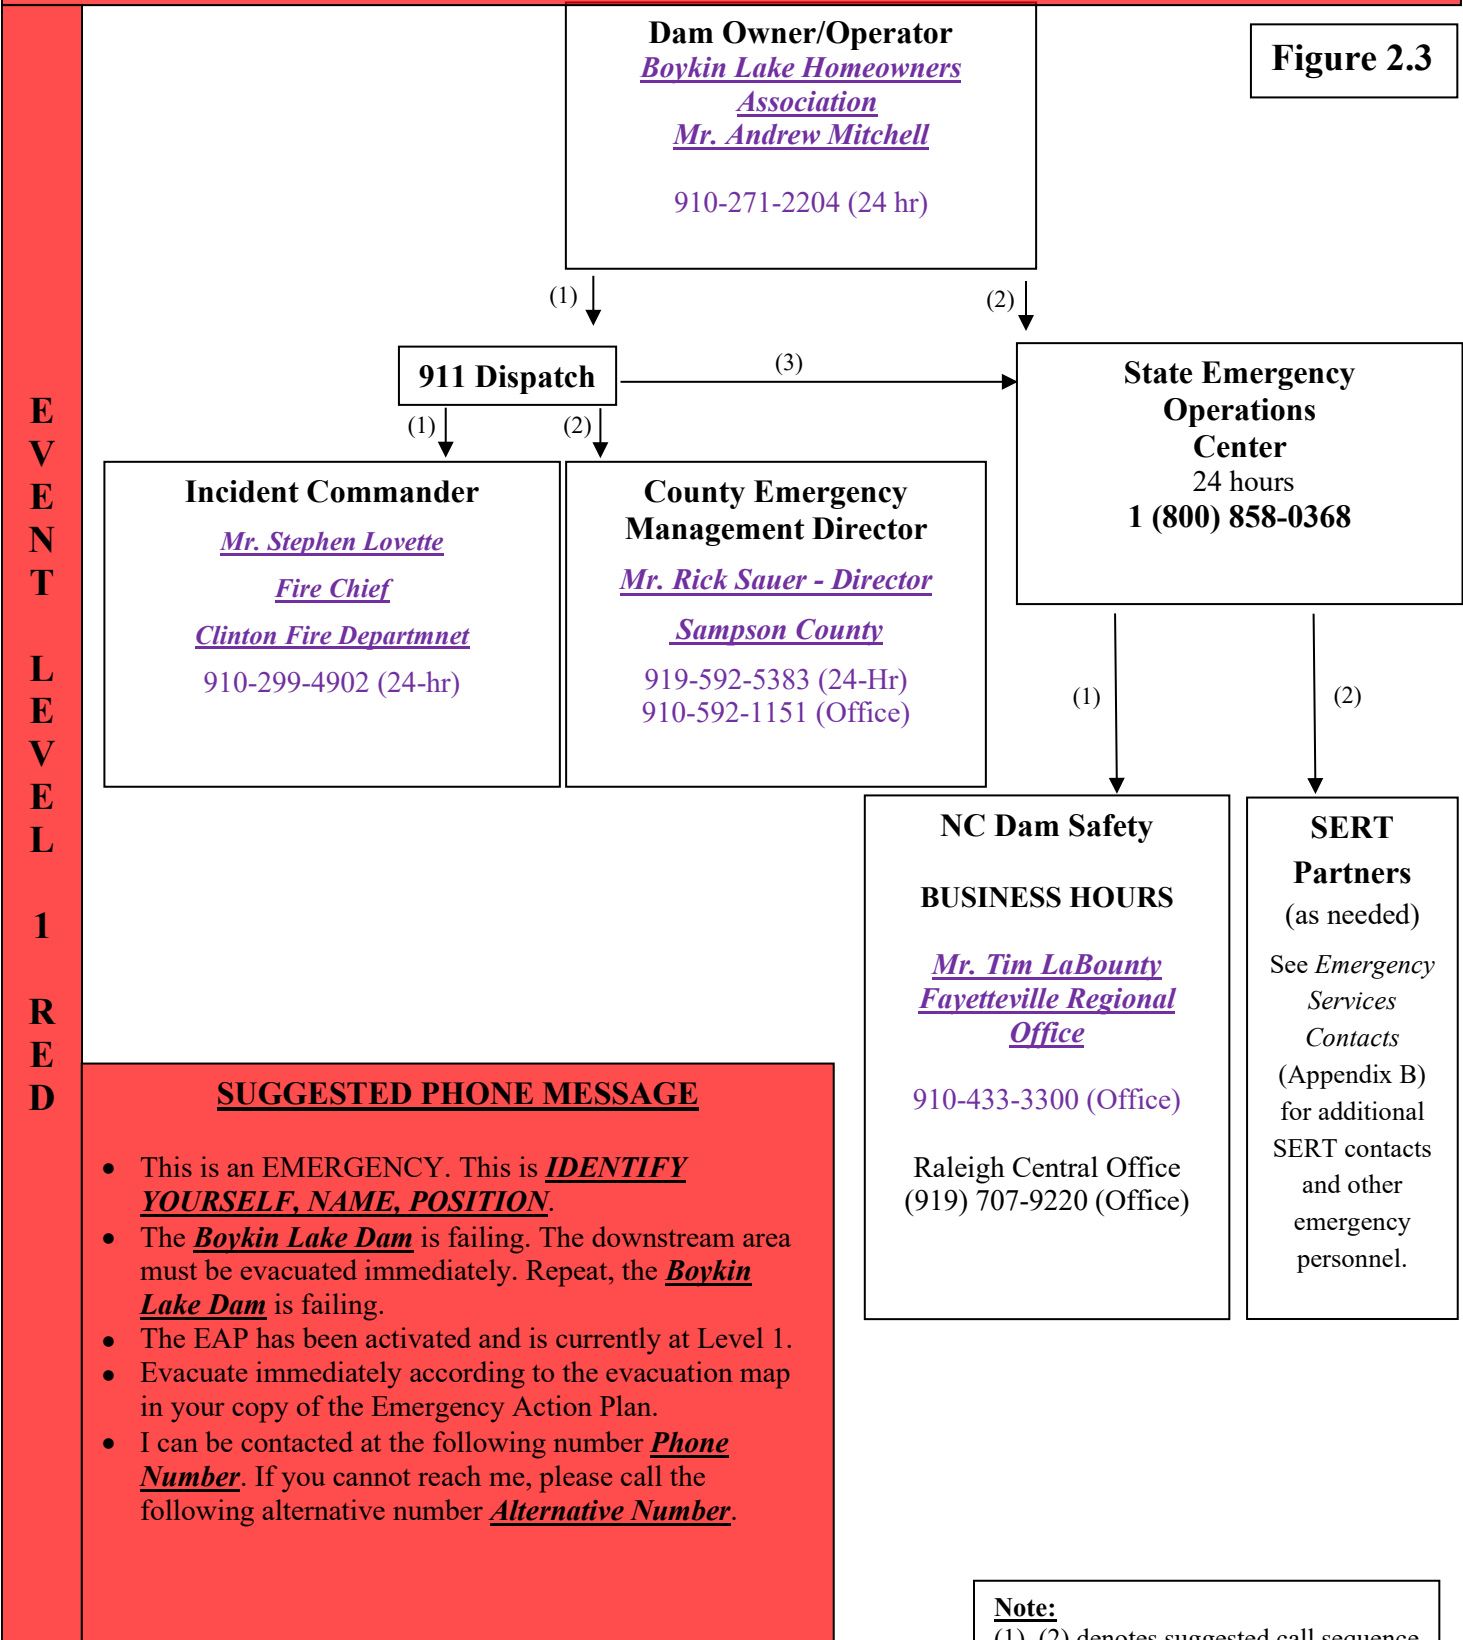 Dam Owner/Operator
Boykin Lake Homeowners
Association
Mr. Andrew Mitchell
910-271-2204 (24 hr)
Figure 2.3
(1)
(2)
911 Dispatch
(3)
State Emergency
Operations
Center
24 hours
1 (800) 858-0368
(1)
(2)
Incident Commander
Mr. Stephen Lovette
Fire Chief
Clinton Fire Departmnet
910-299-4902 (24-hr)
County Emergency
Management Director
Mr. Rick Sauer - Director
Sampson County
919-592-5383 (24-Hr)
910-592-1151 (Office)
(1)
(2)
NC Dam Safety
BUSINESS HOURS
Mr. Tim LaBounty
Fayetteville Regional
Office
910-433-3300 (Office)
Raleigh Central Office
(919) 707-9220 (Office)
SERT
Partners
(as needed)
See Emergency
Services
Contacts
(Appendix B)
for additional
SERT contacts
and other
emergency
personnel.
E
V
E
N
T
L
E
V
E
L
1
R
E
D
SUGGESTED PHONE MESSAGE
• This is an EMERGENCY. This is IDENTIFY
YOURSELF, NAME, POSITION.
• The Boykin Lake Dam is failing. The downstream area
must be evacuated immediately. Repeat, the Boykin
Lake Dam is failing.
• The EAP has been activated and is currently at Level 1.
• Evacuate immediately according to the evacuation map
in your copy of the Emergency Action Plan.
• I can be contacted at the following number Phone
Number. If you cannot reach me, please call the
following alternative number Alternative Number.
Note:
(1), (2) denotes suggested call sequence